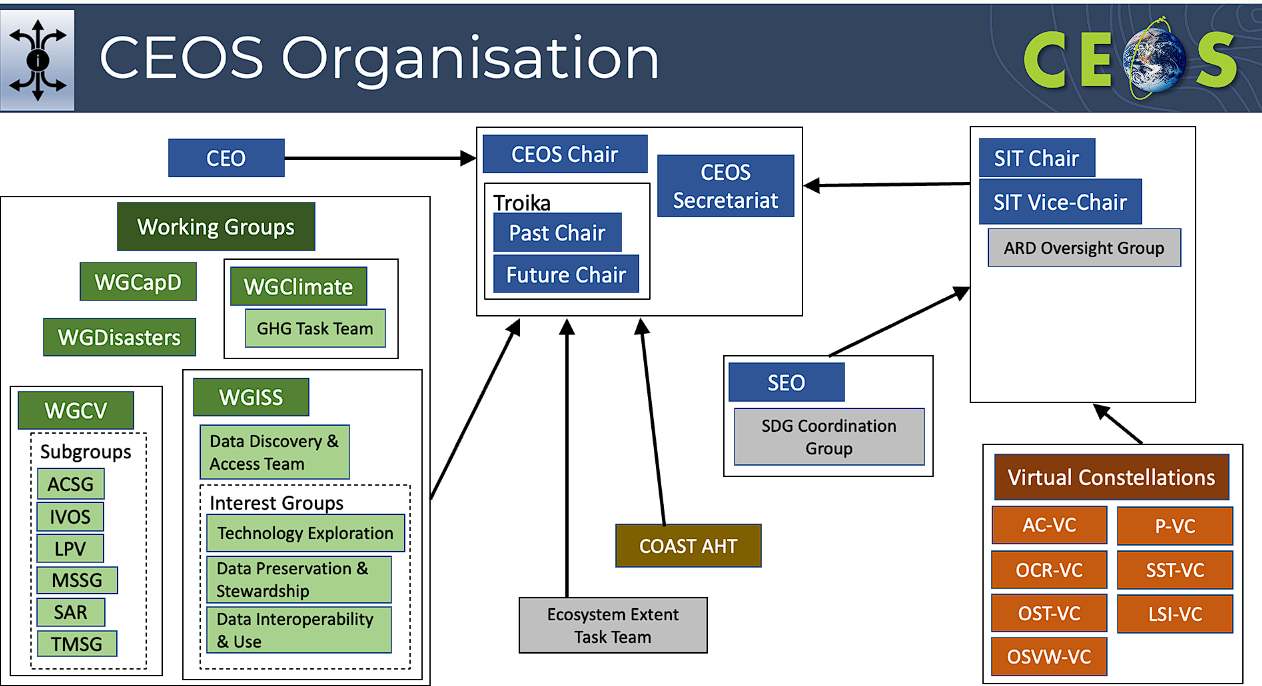 CEOS Organisation
CEOS
CEO
CEOS Chair
CEOS
Secretariat
Troika
Past Chair
Future Chair
SIT Chair
SIT Vice-Chair
ARD Oversight Group
Working Groups
WGCapD
WGClimate
GHG Task Team
WGDisasters
WGCV
Subgroups
ACSG
IVOS
LPV
MSSG
SAR
TMSG
WGISS
Data Discovery &
Access Team
Interest Groups
Technology Exploration
Data Preservation &
Stewardship
Data Interoperability
& Use
SEO
SDG Coordination
Group
COAST AHT
Ecosystem Extent
Task Team
Virtual Constellations
AC-VC
P-VC
OCR-VC
SST-VC
OST-VC
LSI-VC
OSVW-VC